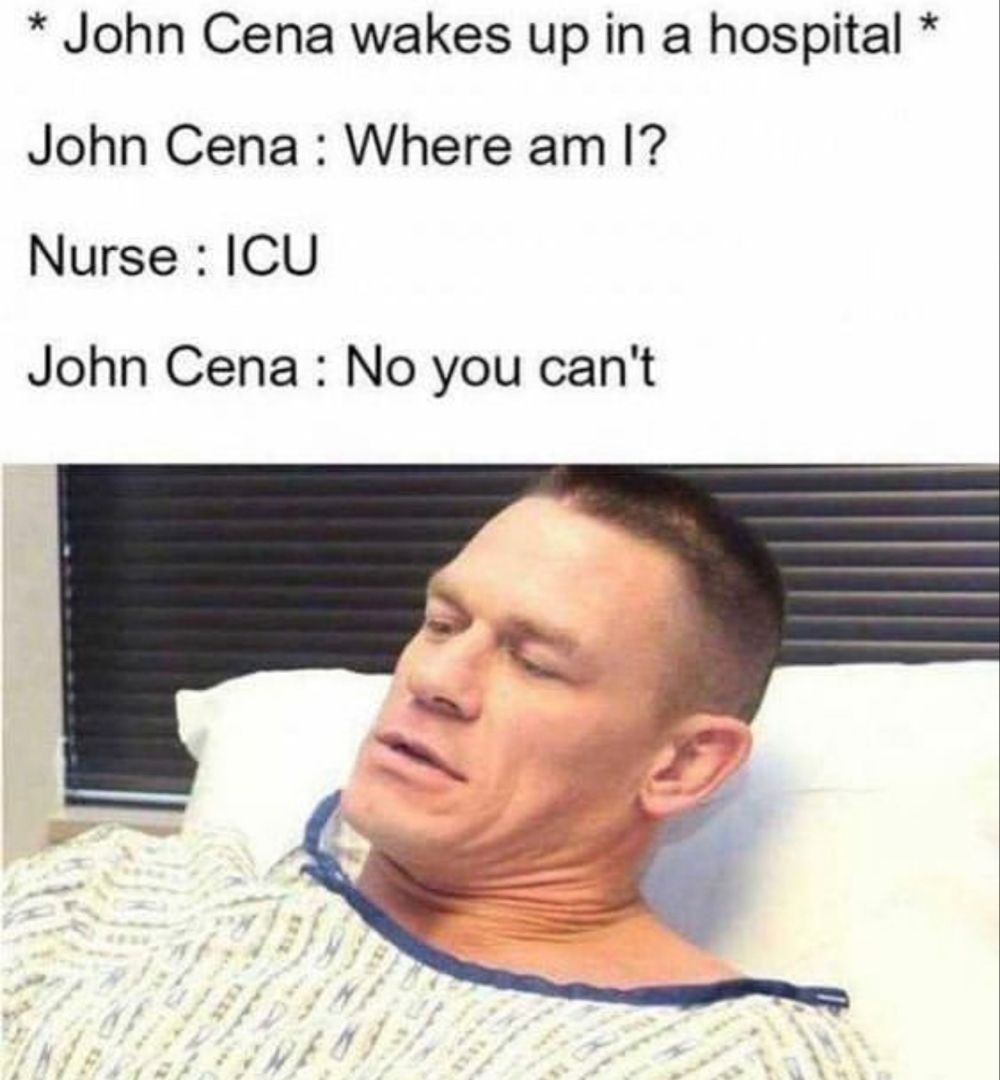 * John Cena wakes up in a hospital *
John Cena : Where am I?
Nurse : ICU
John Cena : No you can't